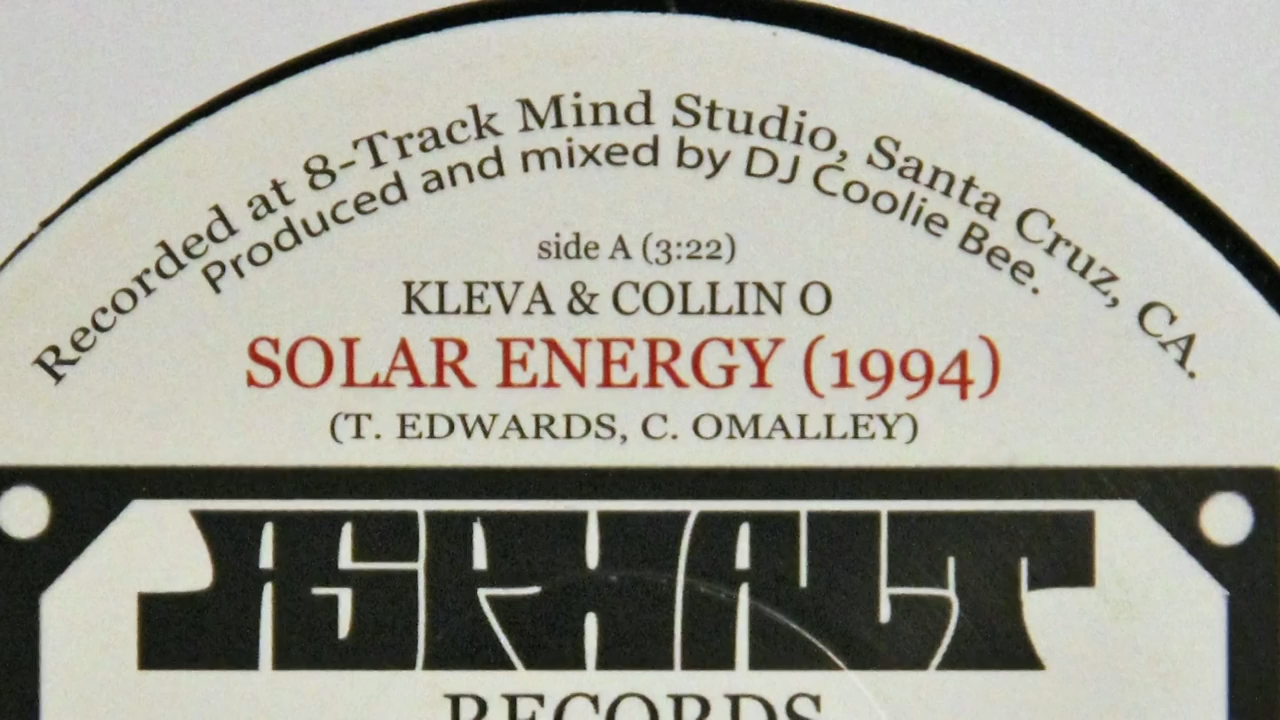 Recorded at 8-Track Mind Studio, Santa Cruz, CA.
Produced and mixed by DJ Coolie Bee.
side A (3:22)
KLEVA & COLLIN O
SOLAR ENERGY (1994)
(T. EDWARDS, C. OMALLEY)
ASPHALT
RECORDS